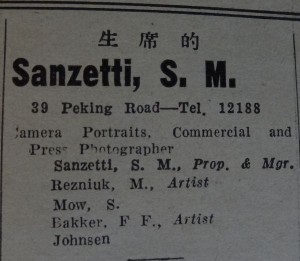 生席的
Sanzetti, S. M.
39 Peking Road—Tel. 12188
Camera Portraits, Commercial and
Press Photographer
Sanzetti, S. M., Prop. & Mgr.
Rezniuk, M., Artist
Mow, S.
Bakker, F F., Artist
Johnsen